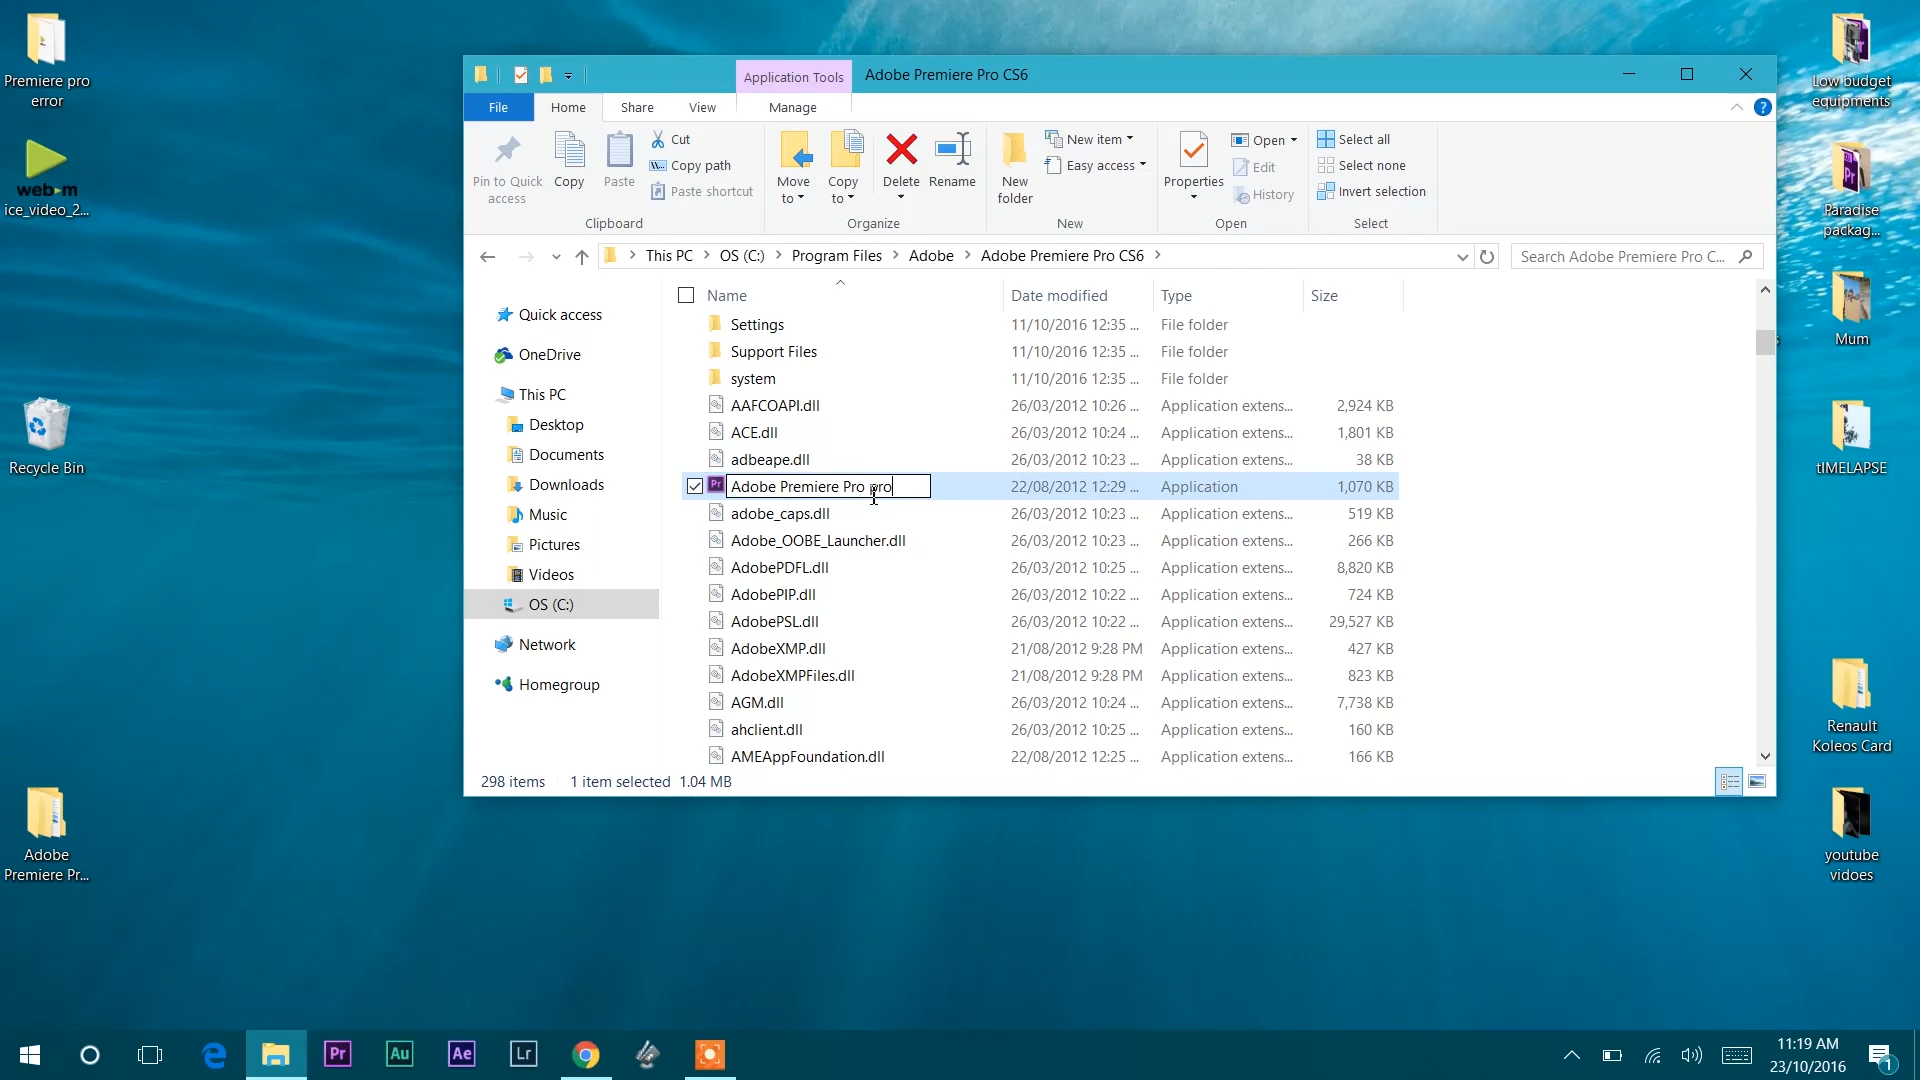 Premiere pro
error
web m
ice_video_2...
Recycle Bin
Adobe
Premiere Pr...
Application Tools
Adobe Premiere Pro CS6
File
Home
Share
View
Manage
?
Pin to Quick
access
Copy
Paste
Cut
Copy path
Paste shortcut
Clipboard
Move
to
Copy
to
Delete
Rename
Organize
New
folder
New item
Easy access
New
Properties
Open
Edit
History
Open
Select all
Select none
Invert selection
Select
This PC
OS (C:)
Program Files
Adobe
Adobe Premiere Pro CS6
Search Adobe Premiere Pro C...
Quick access
OneDrive
This PC
Desktop
Documents
Downloads
Music
Pictures
Videos
OS (C:)
Network
Homegroup
Name Date modified Type Size
Settings 11/10/2016 12:35 ... File folder
Support Files 11/10/2016 12:35 ... File folder
system 11/10/2016 12:35 ... File folder
AAFCOAPI.dll 26/03/2012 10:26 ... Application extens... 2,924 KB
ACE.dll 26/03/2012 10:24 ... Application extens... 1,801 KB
adbeape.dll 26/03/2012 10:23 ... Application extens... 38 KB
Pr Adobe Premiere Pro pro 22/08/2012 12:29 ... Application 1,070 KB
adobe_caps.dll 26/03/2012 10:23 ... Application extens... 519 KB
Adobe_OOBE_Launcher.dll 26/03/2012 10:23 ... Application extens... 266 KB
AdobePDFL.dll 26/03/2012 10:25 ... Application extens... 8,820 KB
AdobePIP.dll 26/03/2012 10:22 ... Application extens... 724 KB
AdobePSL.dll 26/03/2012 10:22 ... Application extens... 29,527 KB
AdobeXMP.dll 21/08/2012 9:28 PM Application extens... 427 KB
AdobeXMPFiles.dll 21/08/2012 9:28 PM Application extens... 823 KB
AGM.dll 26/03/2012 10:24 ... Application extens... 7,738 KB
ahclient.dll 26/03/2012 10:25 ... Application extens... 160 KB
AMEAppFoundation.dll 22/08/2012 12:25 ... Application extens... 166 KB
298 items 1 item selected 1.04 MB
Low budget
equipments
Pr
Paradise
packag...
Mum
tIMELAPSE
Renault
Koleos Card
youtube
vidoes
Pr
Au
Ae
Lr
11:19 AM
23/10/2016
1